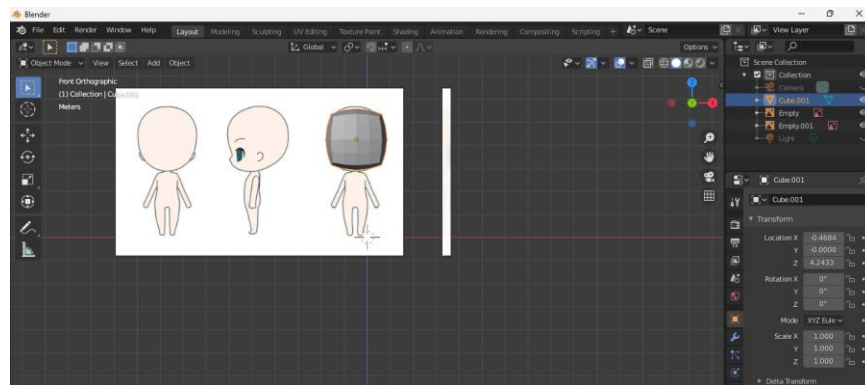 Blender
File Edit Render Window Help Layout Modeling Sculpting UV Editing Texture Paint Shading Animation Rendering Compositing Scripting + Scene View Layer
Global Options
Object Mode View Select Add Object
Front Orthographic
(1) Collection | Cube.001
Meters
Scene Collection
Collection
Camera
Cube.001
Empty
Empty.001
Light
Cube.001
Cube.001
Transform
Location X -0.4684
Y -0.0000
Z 4.2433
Rotation X 0°
Y 0°
Z 0°
Mode XYZ Eule
Scale X 1.000
Y 1.000
Z 1.000
Delta Transform